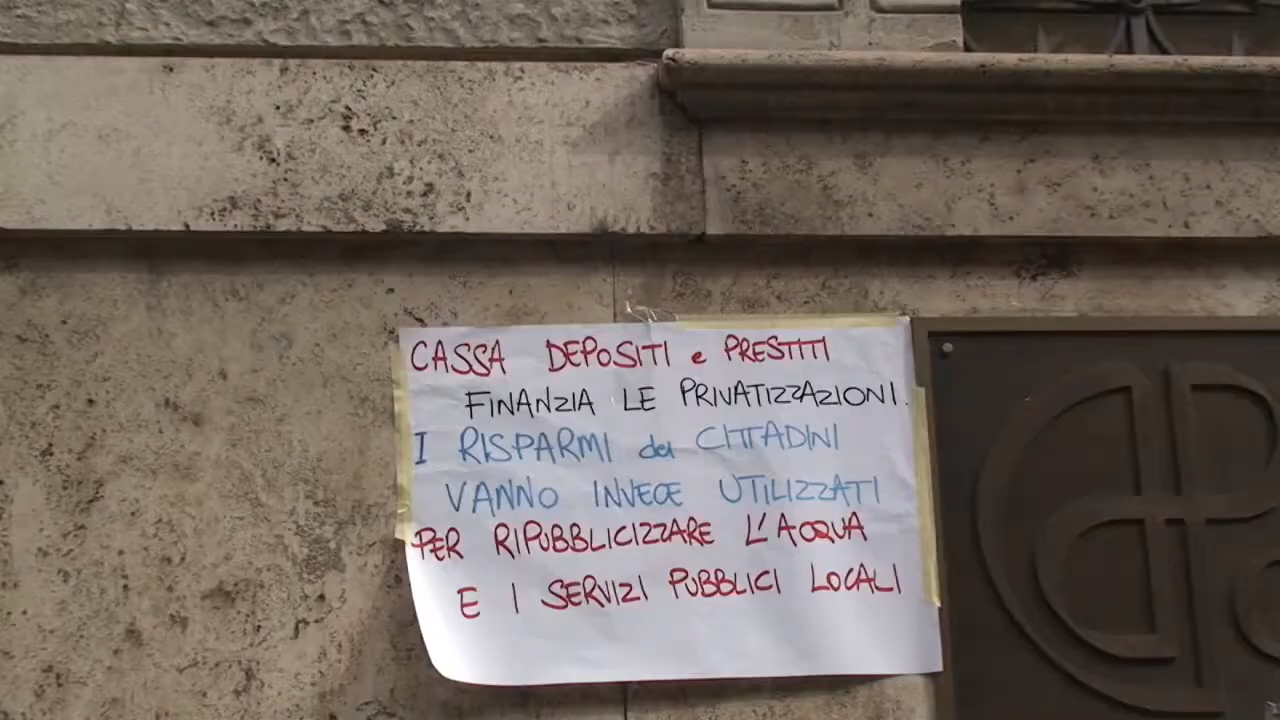 CASSA DEPOSITI e PRESTITI
FINANZIA LE PRIVATIZZAZIONI.
I RISPARMI dei CITTADINI
VANNO INVECE UTILIZZATI
PER RIPUBBLICIZZARE L'ACQUA
E I SERVIZI PUBBLICI LOCALI